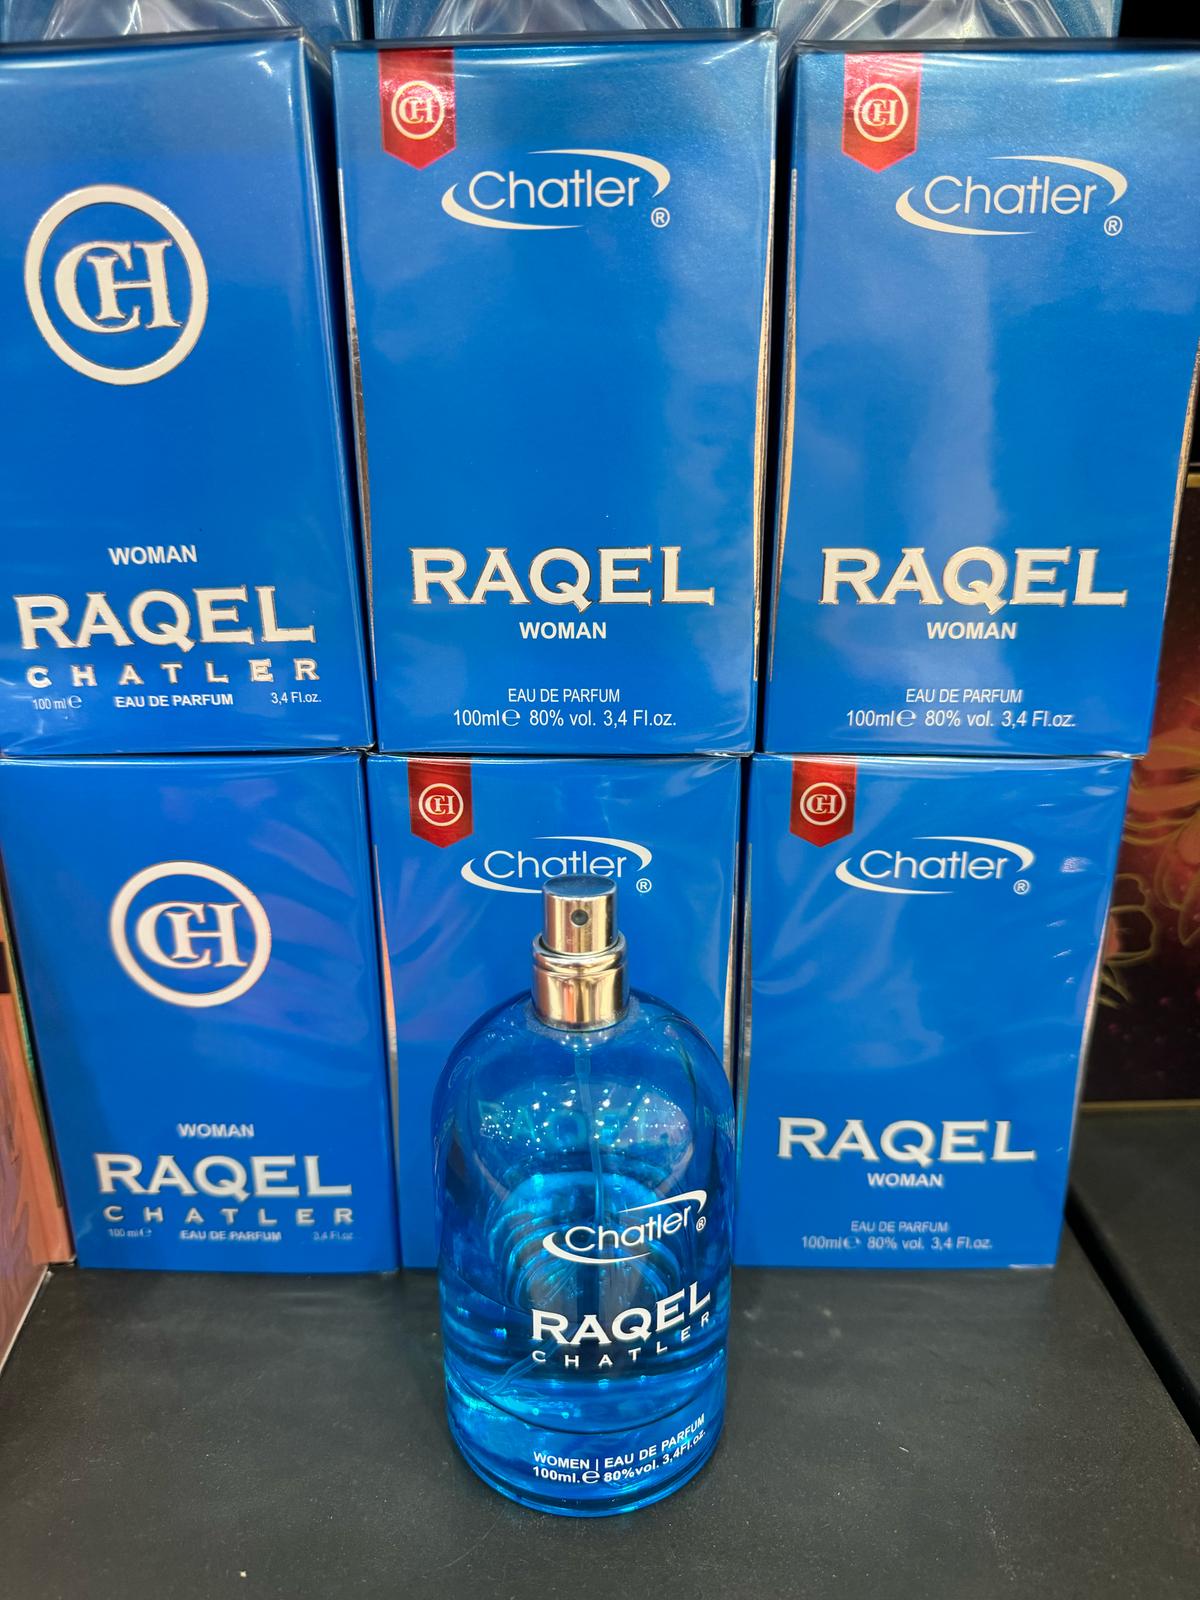 CH
WOMAN
RAQEL
CHATLER
100 ml e EAU DE PARFUM 3,4 Fl.oz.
CH
Chatler®
RAQEL
WOMAN
EAU DE PARFUM
100ml e 80% vol. 3,4 Fl.oz.
CH
Chatler®
RAQEL
WOMAN
EAU DE PARFUM
100ml e 80% vol. 3,4 Fl.oz.
CH
WOMAN
RAQEL
CHATLER
100 ml e EAU DE PARFUM 3,4 Fl.oz.
CH
Chatler®
CH
Chatler®
RAQEL
WOMAN
EAU DE PARFUM
100ml e 80% vol. 3,4 Fl.oz.
Chatler®
RAQEL
CHATLER
WOMEN | EAU DE PARFUM
100ml. e 80%vol. 3,4Fl.oz.